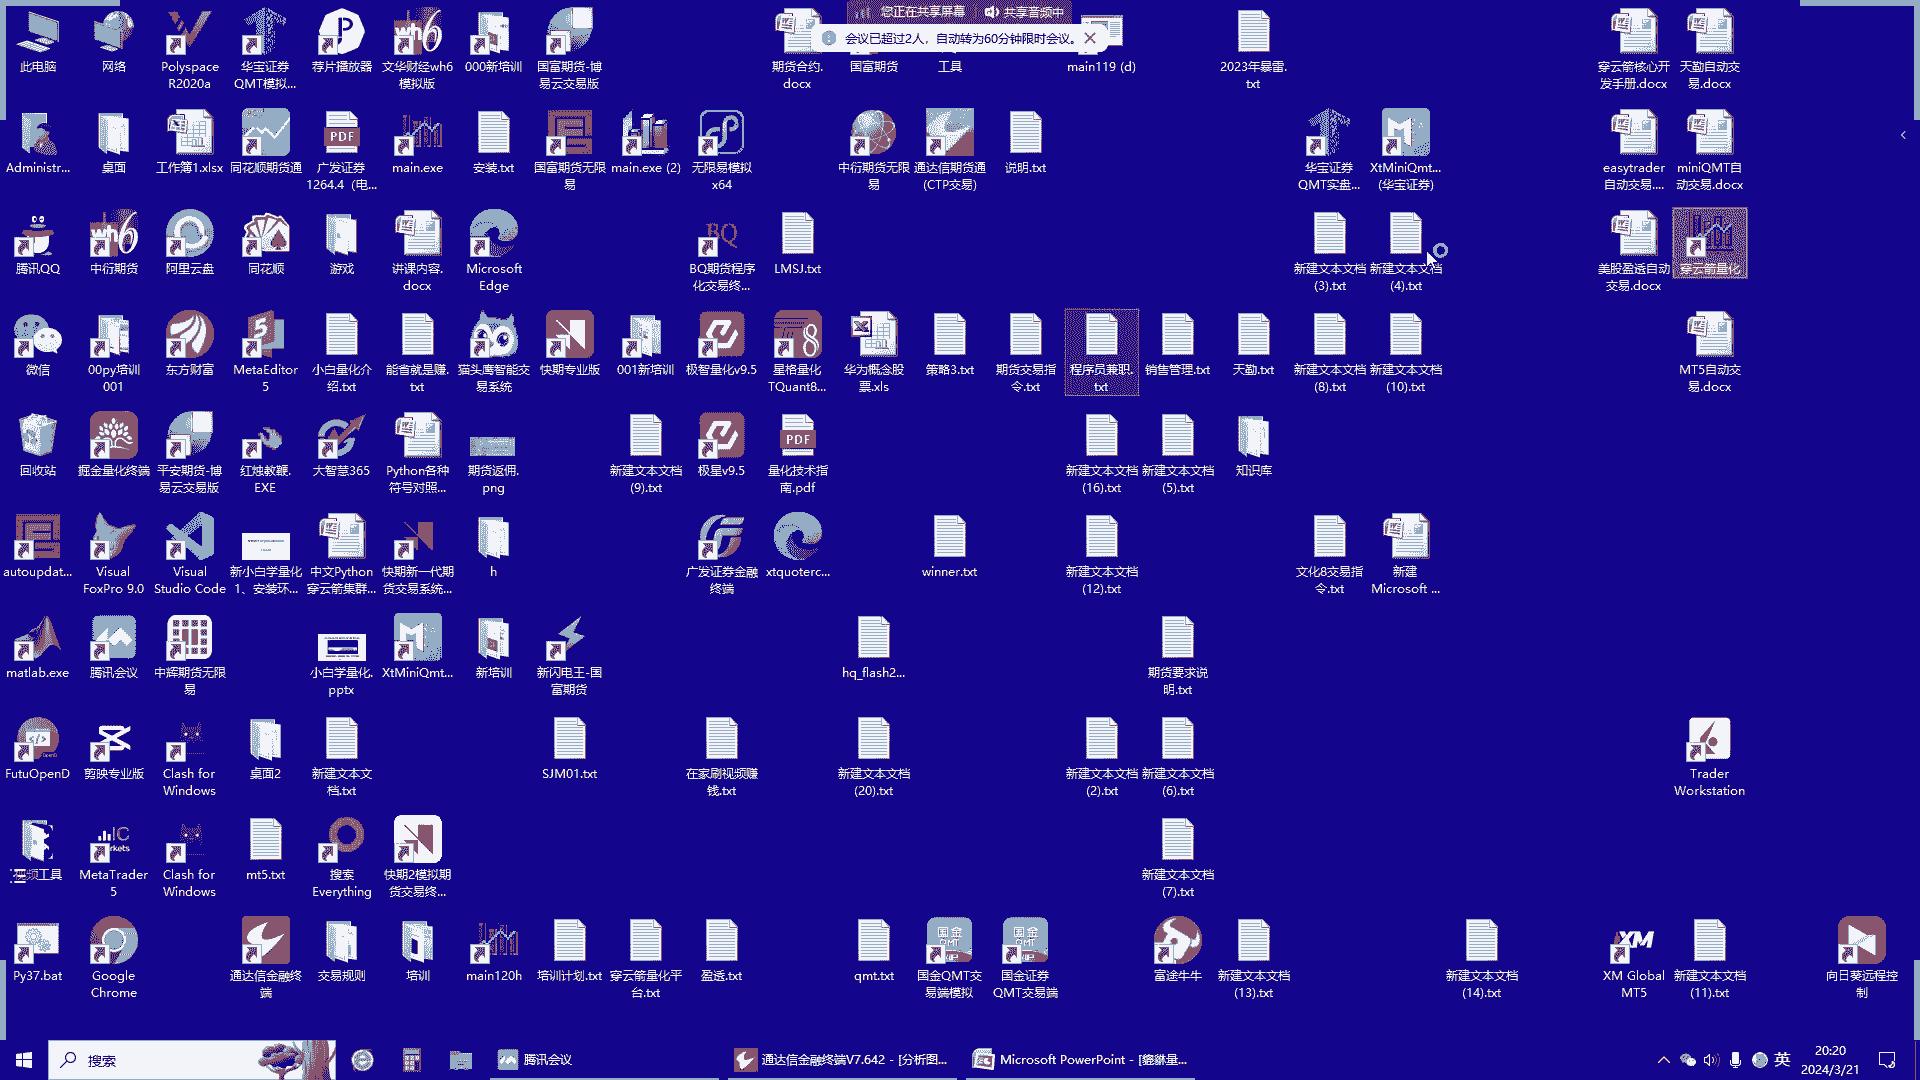 您正在共享屏幕 共享音频中
会议已超过2人，自动转为60分钟限时会议。
此电脑
网络
Polyspace
R2020a
华宝证券
QMT模拟...
荐片播放器
文华财经wh6
模拟版
000新培训
国富期货-博
易云交易版
期货合约.
docx
国富期货
工具
main119 (d)
2023年暴雷.
txt
穿云箭核心开
发手册.docx
天勤自动交
易.docx
Administr...
桌面
工作簿1.xlsx
同花顺期货通
PDF
广发证券
1264.4（电...
main.exe
安装.txt
国富期货无限
易
main.exe (2)
无限易模拟
x64
中衍期货无限
易
通达信期货通
(CTP交易)
说明.txt
华宝证券
QMT实盘...
XtMiniQmt...
(华宝证券)
easytrader
自动交易....
miniQMT自
动交易.docx
腾讯QQ
wh6
中衍期货
阿里云盘
同花顺
游戏
讲课内容.
docx
Microsoft
Edge
BQ
BQ期货程序
化交易终...
LMSJ.txt
新建文本文档
(3).txt
新建文本文档
(4).txt
美股盈透自动
交易.docx
穿云箭量化
微信
00py培训
001
东方财富
MetaEditor
5
小白量化介
绍.txt
能省就是赚.
txt
猫头鹰智能交
易系统
快期专业版
001新培训
极智量化v9.5
星格量化
TQuant8...
华为概念股
票.xls
策略3.txt
期货交易指
令.txt
程序员兼职.
txt
销售管理.txt
天勤.txt
新建文本文档
(8).txt
新建文本文档
(10).txt
MT5自动交
易.docx
回收站
掘金量化终端
平安期货-博
易云交易版
红烛教鞭.
EXE
大智慧365
Python各种
符号对照...
期货返佣.
png
新建文本文档
(9).txt
极星v9.5
PDF
量化技术指
南.pdf
新建文本文档
(16).txt
新建文本文档
(5).txt
知识库
autoupdat...
Visual
FoxPro 9.0
Visual
Studio Code
新小白学量化
1、安装环...
中文Python
穿云箭集群...
快期新一代期
货交易系统...
h
广发证券金融
终端
xtquoterc...
winner.txt
新建文本文档
(12).txt
文化8交易指
令.txt
新建
Microsoft ...
matlab.exe
腾讯会议
中辉期货无限
易
小白学量化.
pptx
XtMiniQmt...
新培训
新闪电王-国
富期货
hq_flash2...
期货要求说
明.txt
FutuOpenD
剪映专业版
Clash for
Windows
桌面2
新建文本文
档.txt
SJM01.txt
在家刷视频赚
钱.txt
新建文本文档
(20).txt
新建文本文档
(2).txt
新建文本文档
(6).txt
Trader
Workstation
视频工具
MetaTrader
5
Clash for
Windows
mt5.txt
搜索
Everything
快期2模拟期
货交易终...
新建文本文档
(7).txt
Py37.bat
Google
Chrome
通达信金融终
端
交易规则
培训
main120h
培训计划.txt
穿云箭量化平
台.txt
盈透.txt
qmt.txt
国金
QMT
国金QMT交
易端模拟
国金
QMT
国金证券
QMT交易端
富途牛牛
新建文本文档
(13).txt
新建文本文档
(14).txt
XM
XM Global
MT5
新建文本文档
(11).txt
向日葵远程控
制
搜索
腾讯会议
通达信金融终端V7.642 - [分析图...
Microsoft PowerPoint - [貔貅量...
英
20:20
2024/3/21